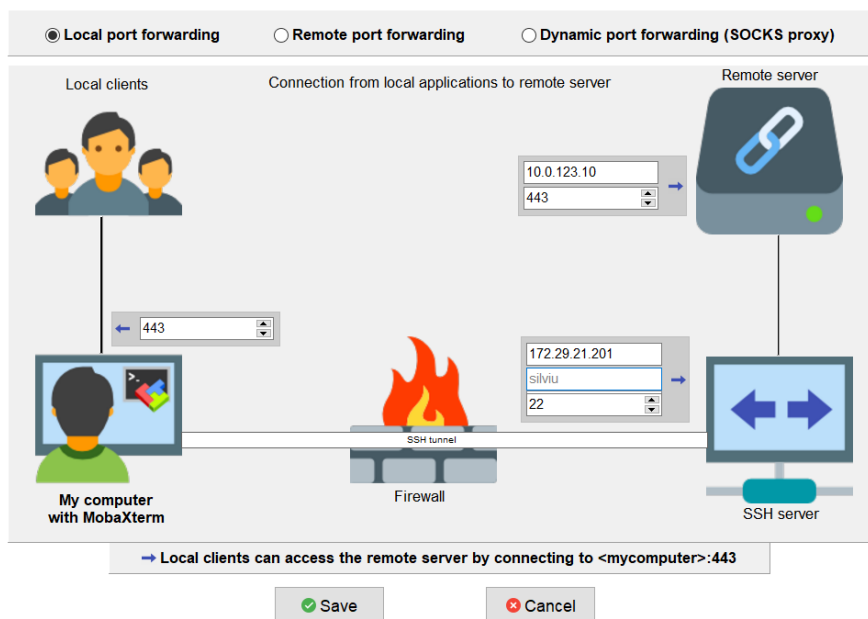 Local port forwarding
Remote port forwarding
Dynamic port forwarding (SOCKS proxy)
Local clients
Connection from local applications to remote server
Remote server
10.0.123.10
443
443
172.29.21.201
silviu
22
>_
SSH tunnel
My computer
with MobaXterm
Firewall
SSH server
Local clients can access the remote server by connecting to <mycomputer>:443
Save
Cancel